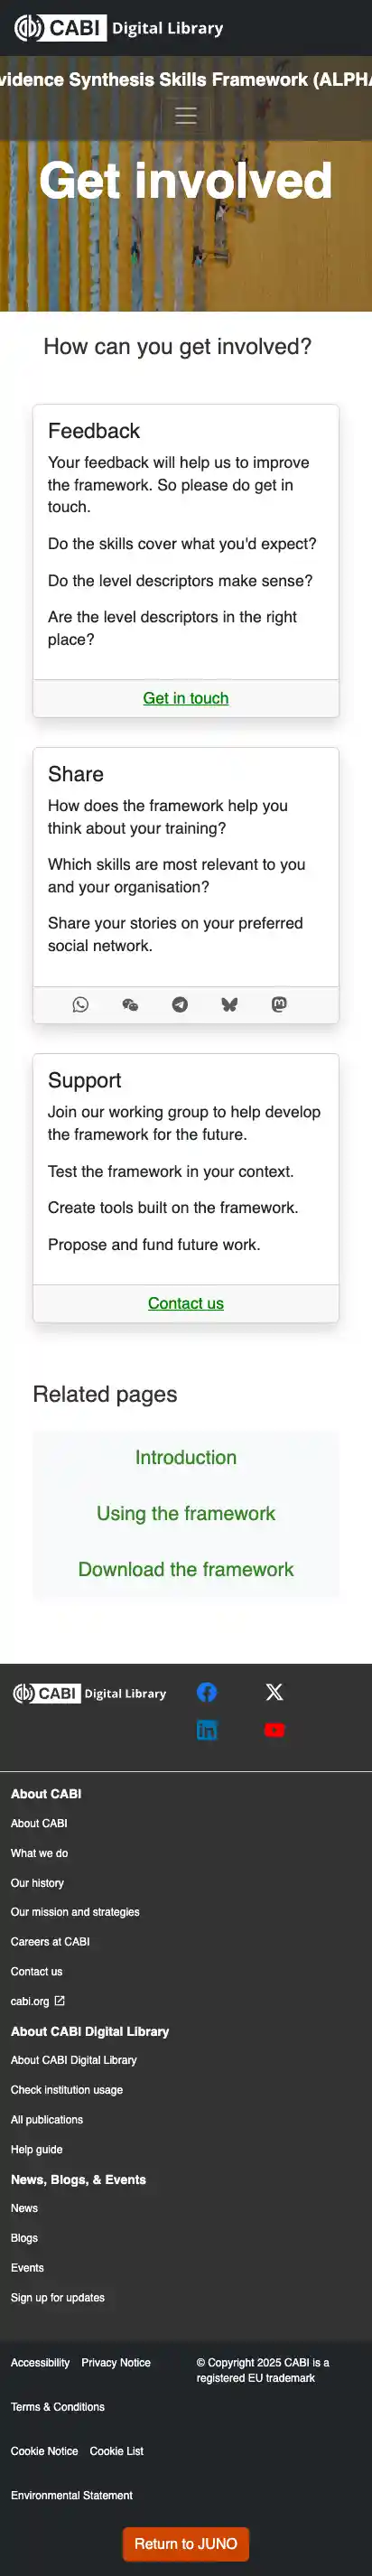 CABI Digital Library
vidence Synthesis Skills Framework (ALPHA
Get involved
How can you get involved?
Feedback
Your feedback will help us to improve
the framework. So please do get in
touch.
Do the skills cover what you'd expect?
Do the level descriptors make sense?
Are the level descriptors in the right
place?
Get in touch
Share
How does the framework help you
think about your training?
Which skills are most relevant to you
and your organisation?
Share your stories on your preferred
social network.
Support
Join our working group to help develop
the framework for the future.
Test the framework in your context.
Create tools built on the framework.
Propose and fund future work.
Contact us
Related pages
Introduction
Using the framework
Download the framework
CABI Digital Library
About CABI
About CABI
What we do
Our history
Our mission and strategies
Careers at CABI
Contact us
cabi.org
About CABI Digital Library
About CABI Digital Library
Check institution usage
All publications
Help guide
News, Blogs, & Events
News
Blogs
Events
Sign up for updates
Accessibility Privacy Notice
Terms & Conditions
Cookie Notice Cookie List
Environmental Statement
© Copyright 2025 CABI is a
registered EU trademark
Return to JUNO